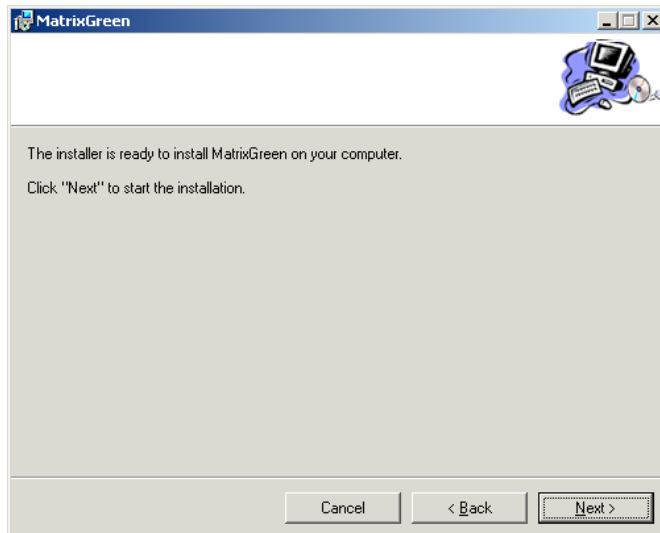 MatrixGreen
The installer is ready to install MatrixGreen on your computer.
Click "Next" to start the installation.
Cancel
< Back
Next >